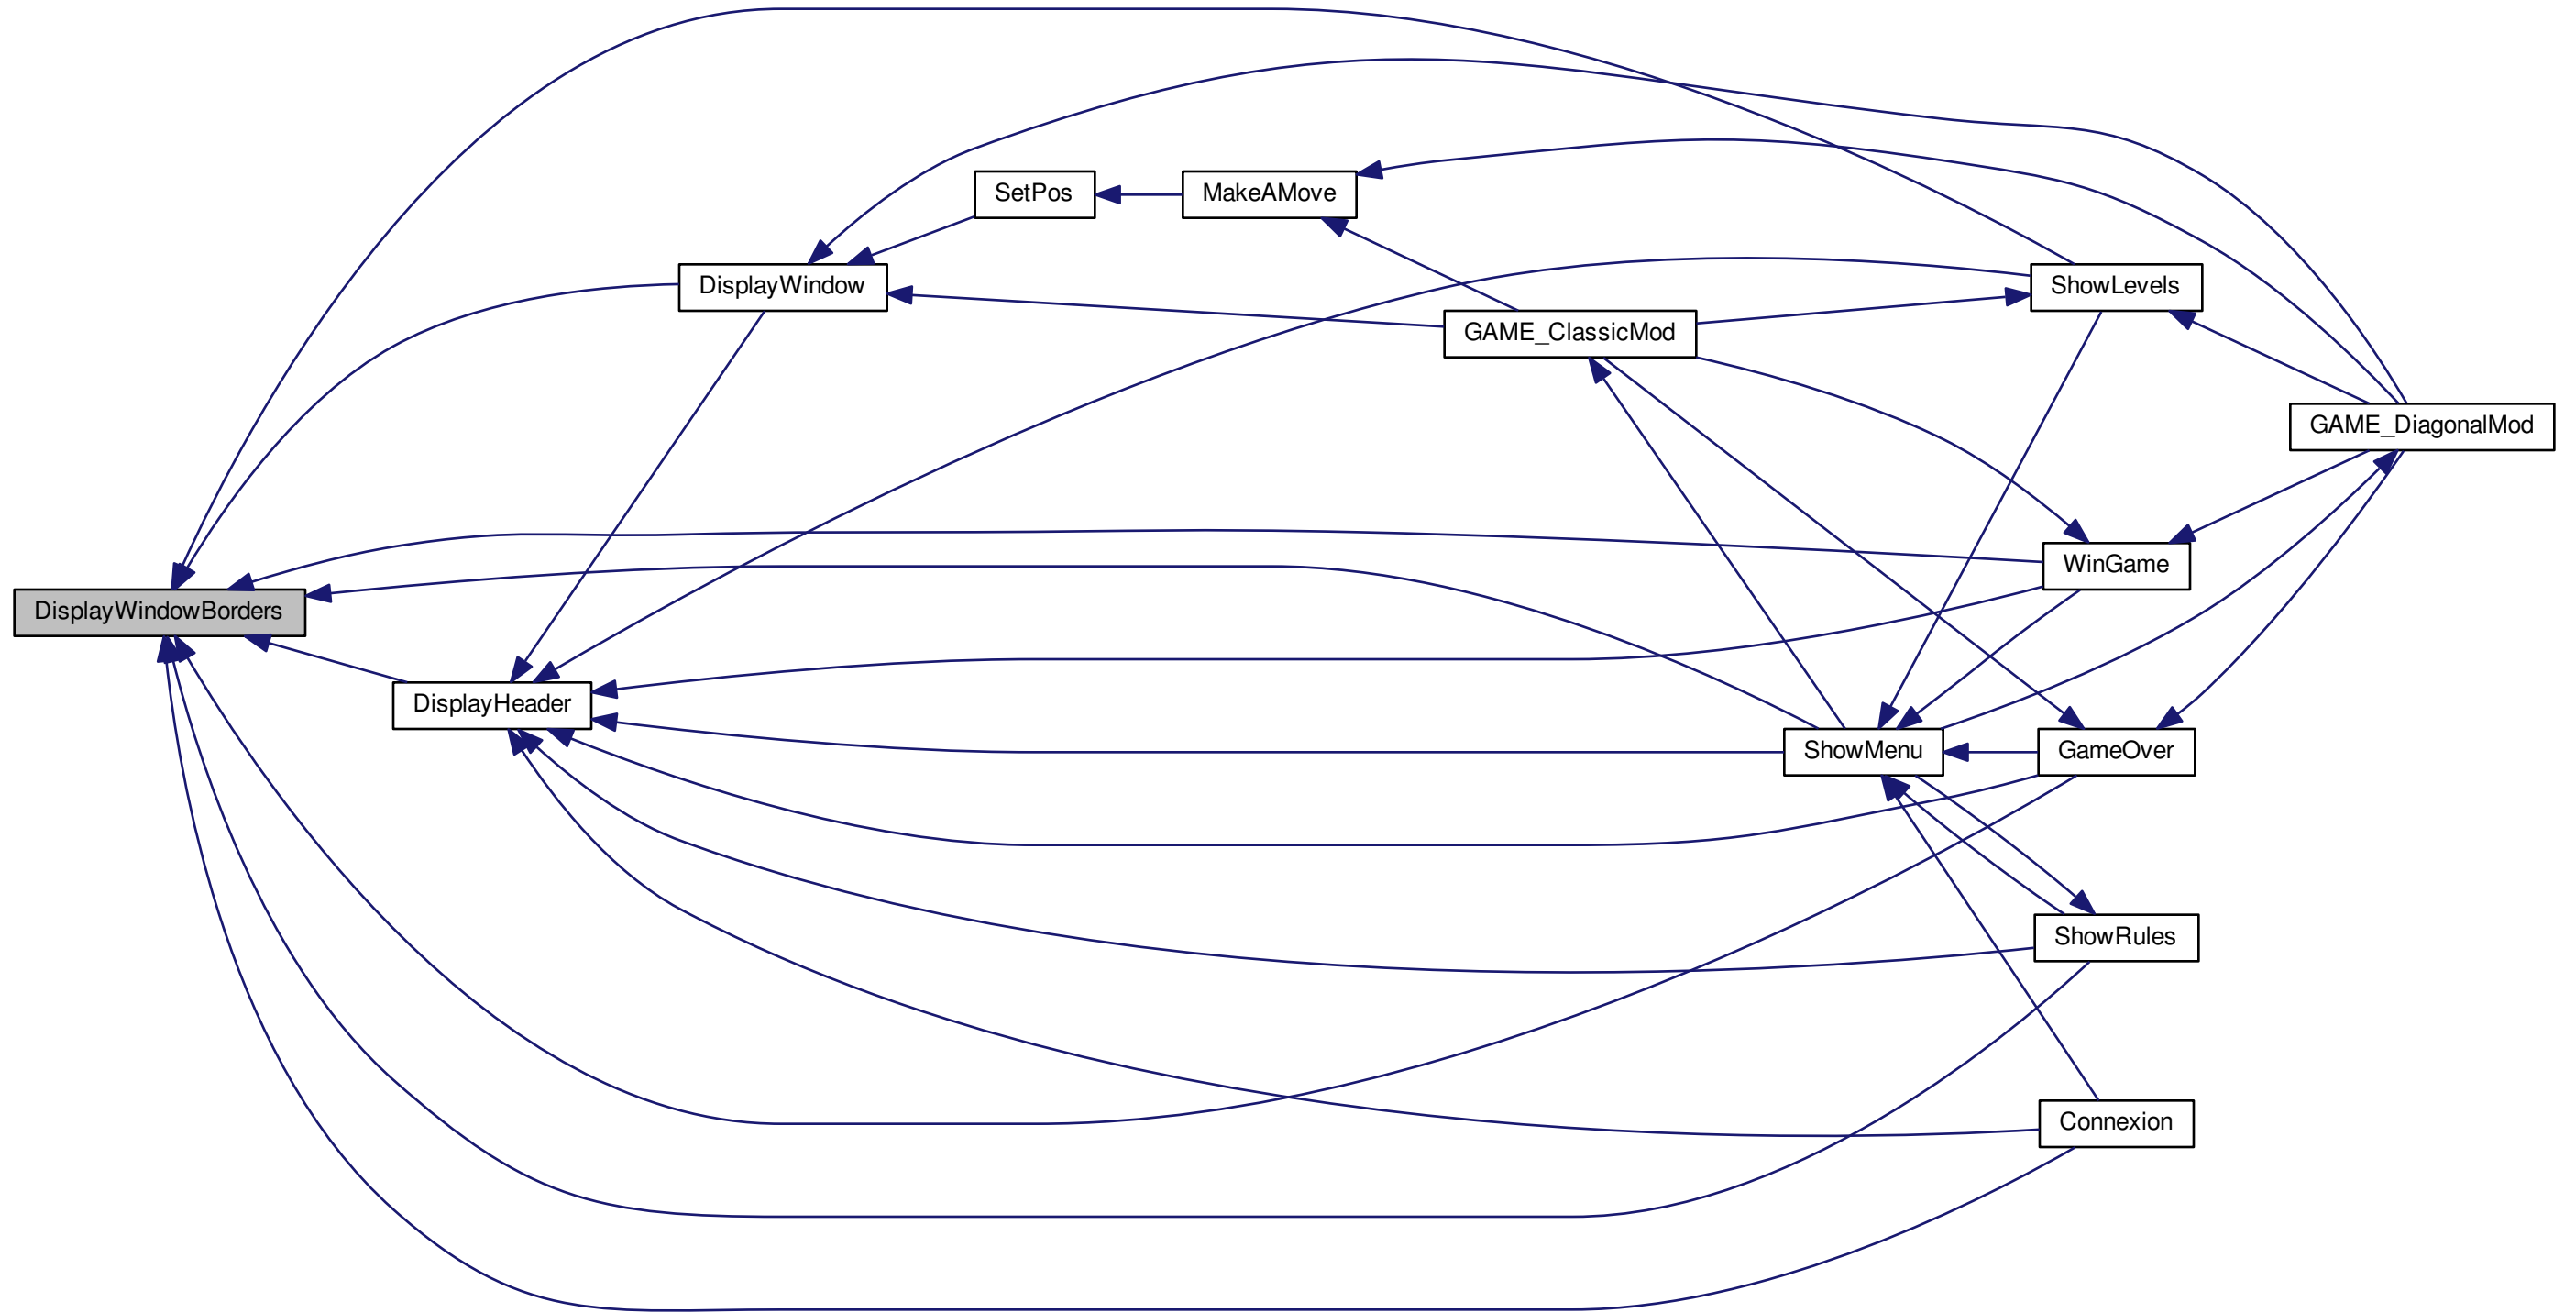 SetPos
MakeAMove
DisplayWindow
ShowLevels
GAME_ClassicMod
GAME_DiagonalMod
WinGame
DisplayWindowBorders
DisplayHeader
ShowMenu
GameOver
ShowRules
Connexion